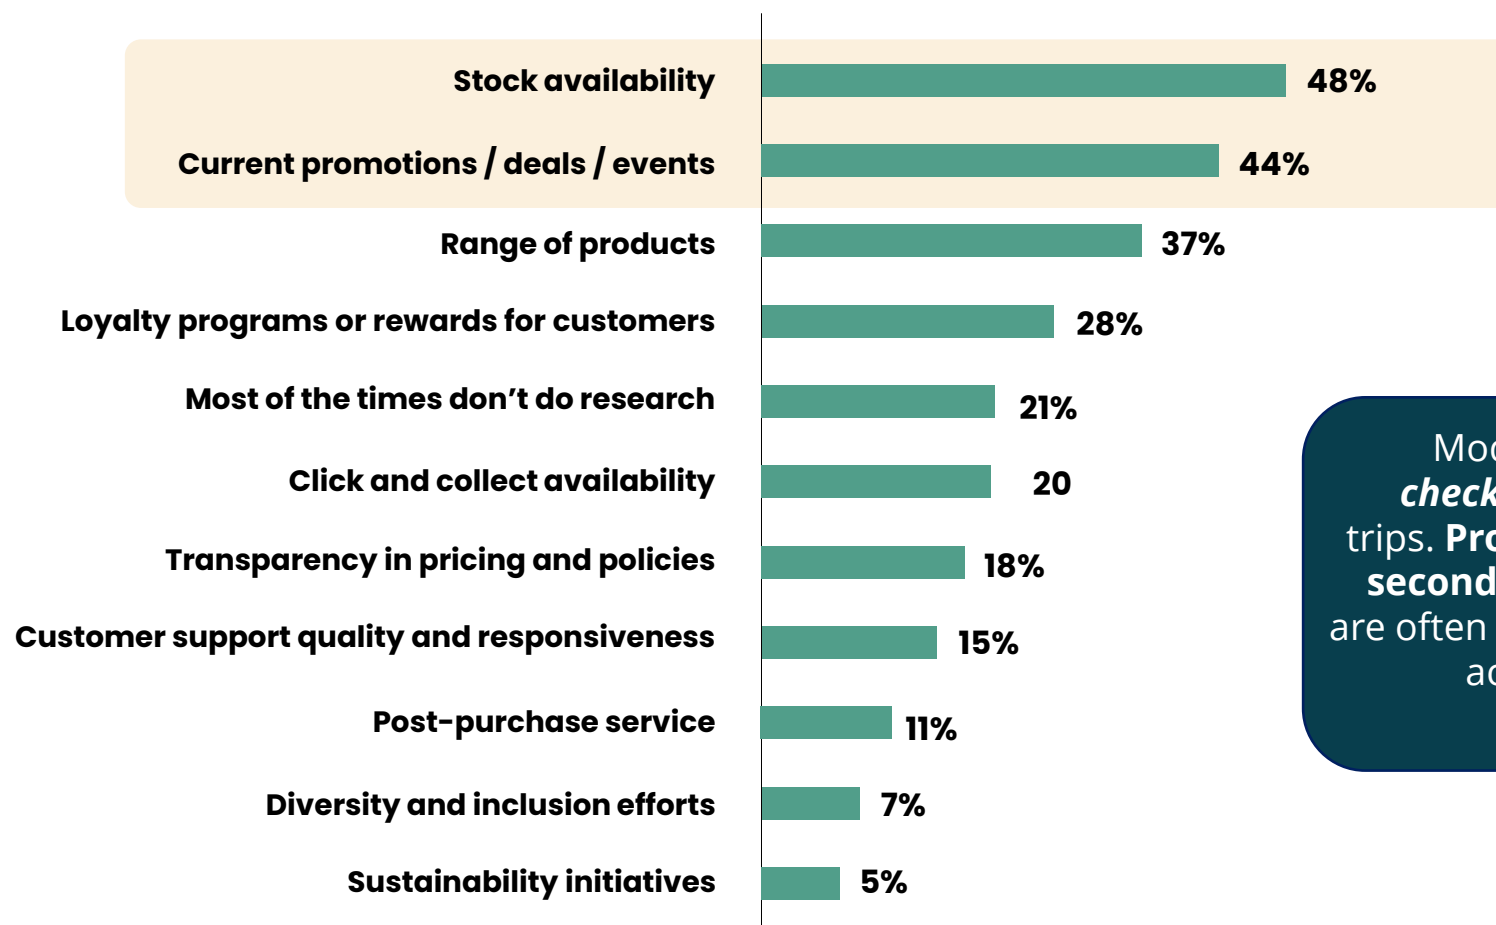 Stock availability 48%
Current promotions / deals / events 44%
Range of products 37%
Loyalty programs or rewards for customers 28%
Most of the times don’t do research 21%
Click and collect availability 20
Transparency in pricing and policies 18%
Customer support quality and responsiveness 15%
Post-purchase service 11%
Diversity and inclusion efforts 7%
Sustainability initiatives 5%
check
trips.
second
are often